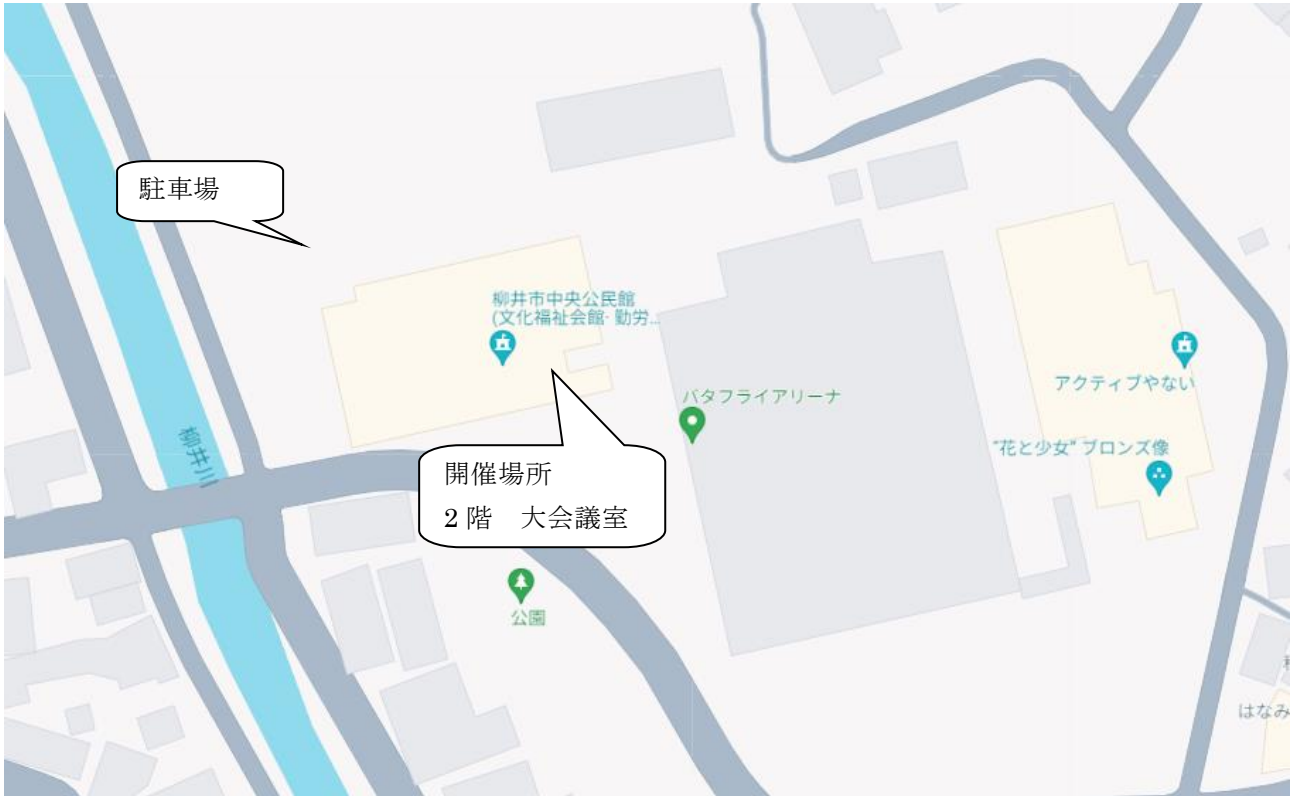 駐車場
柳井市中央公民館
(文化福祉会館・勤労...
バタフライアリーナ
アクティブやない
"花と少女" ブロンズ像
柳井川
開催場所
2階　大会議室
公園
はなみ